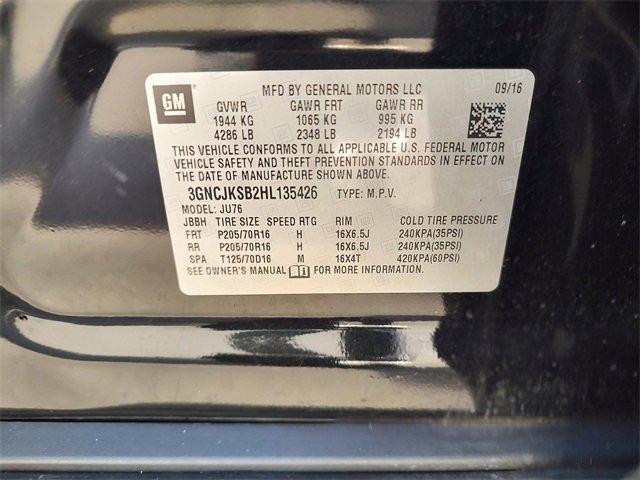 GM
MFD BY GENERAL MOTORS LLC 09/16
GVWR GAWR FRT GAWR RR
1944 KG 1065 KG 995 KG
4286 LB 2348 LB 2194 LB
THIS VEHICLE CONFORMS TO ALL APPLICABLE U.S. FEDERAL MOTOR
VEHICLE SAFETY AND THEFT PREVENTION STANDARDS IN EFFECT ON
THE DATE OF MANUFACTURE SHOWN ABOVE.
3GNCJKSB2HL135426 TYPE: M.P.V.
MODEL: JU76
JBBH TIRE SIZE SPEED RTG RIM COLD TIRE PRESSURE
FRT P205/70R16 H 16X6.5J 240KPA(35PSI)
RR P205/70R16 H 16X6.5J 240KPA(35PSI)
SPA T125/70D16 M 16X4T 420KPA(60PSI)
SEE OWNER'S MANUAL FOR MORE INFORMATION